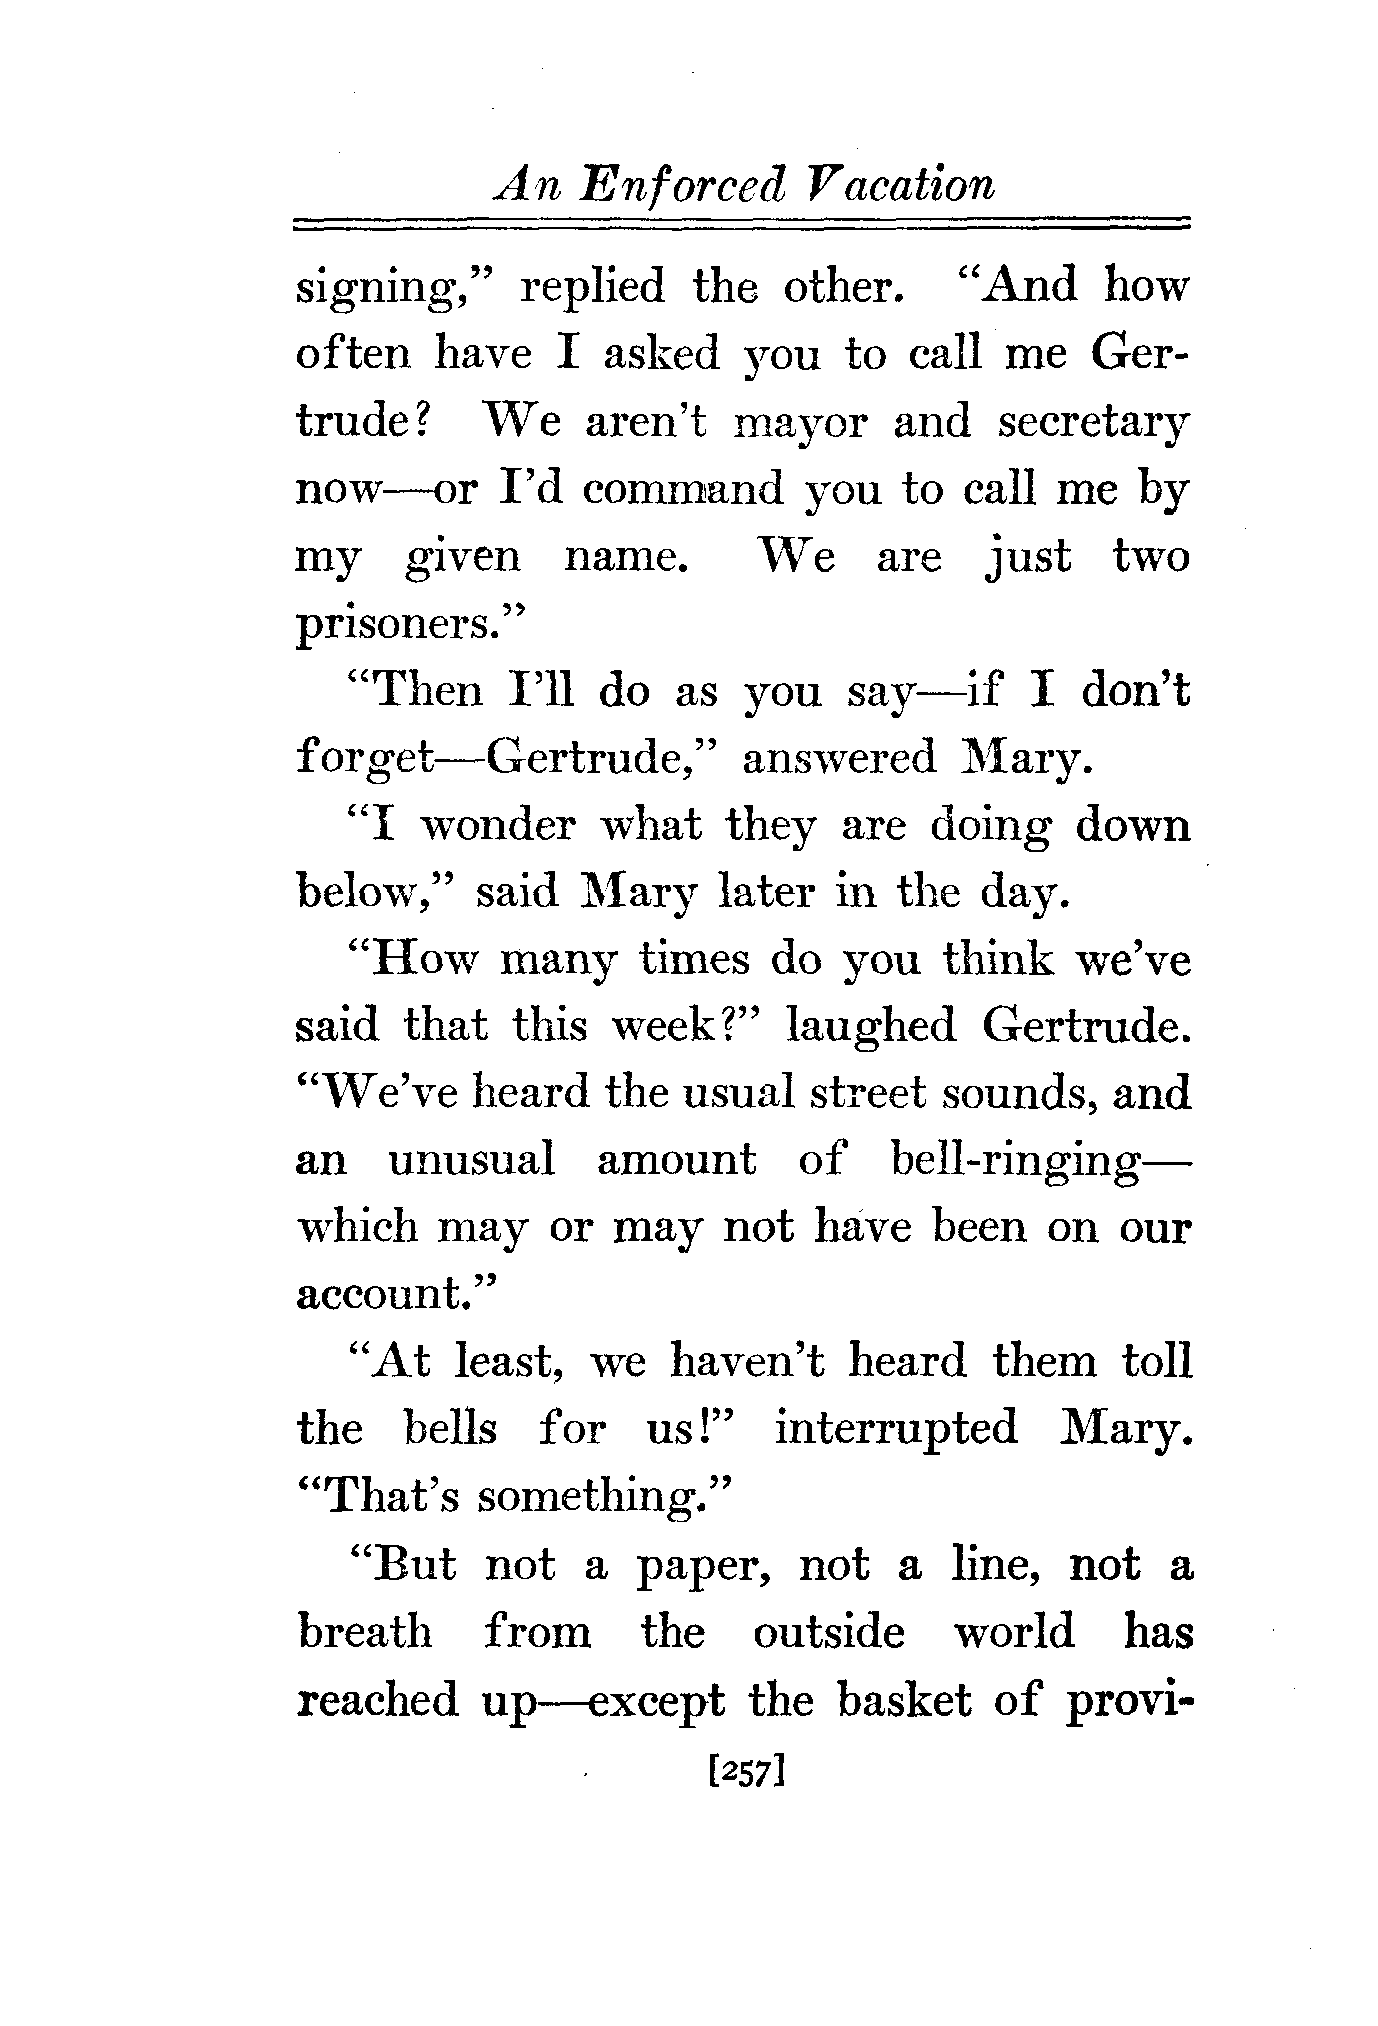 An Enforced Vacation
signing,” replied the other. “And how
often have I asked you to call me Ger-
trude? We aren’t mayor and secretary
now—or I’d command you to call me by
my given name. We are just two
prisoners.”
“Then I’ll do as you say—if I don’t
forget—Gertrude,” answered Mary.
“I wonder what they are doing down
below,” said Mary later in the day.
“How many times do you think we’ve
said that this week?” laughed Gertrude.
“We’ve heard the usual street sounds, and
an unusual amount of bell-ringing—
which may or may not have been on our
account.”
“At least, we haven’t heard them toll
the bells for us!” interrupted Mary.
“That’s something.”
“But not a paper, not a line, not a
breath from the outside world has
reached up—except the basket of provi-
[257]